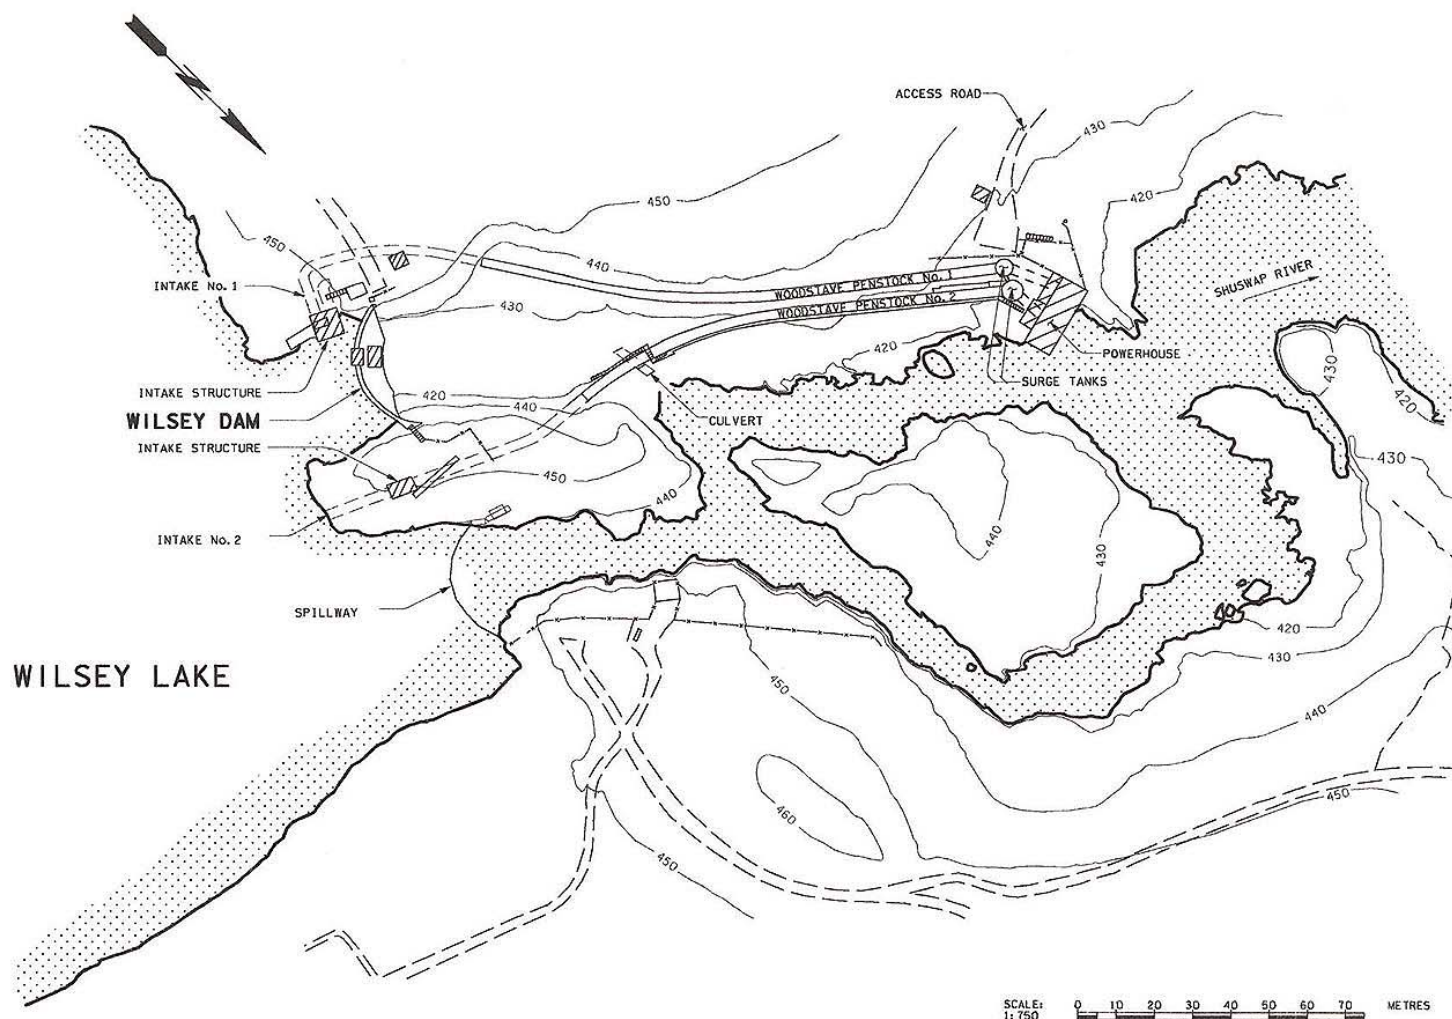 ACCESS ROAD
430
420
450
450
INTAKE No. 1
440
430
WOODSTAVE PENSTOCK No. 1
WOODSTAVE PENSTOCK No. 2
SHUSWAP RIVER
POWERHOUSE
420
SURGE TANKS
430
420
INTAKE STRUCTURE
WILSEY DAM
INTAKE STRUCTURE
420
440
CULVERT
450
440
430
INTAKE No. 2
440
430
SPILLWAY
420
430
WILSEY LAKE
450
440
460
450
450
SCALE:
1: 750
0 10 20 30 40 50 60 70 METRES